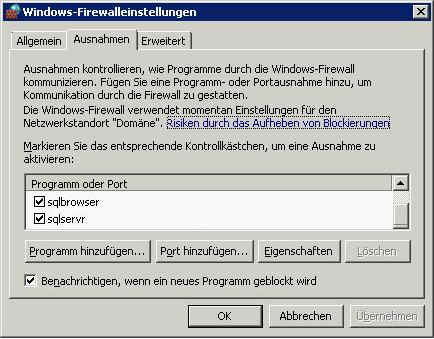 Windows-Firewalleinstellungen
Allgemein Ausnahmen Erweitert
Ausnahmen kontrollieren, wie Programme durch die Windows-Firewall
kommunizieren. Fügen Sie eine Programm- oder Portausnahme hinzu, um
Kommunikation durch die Firewall zu gestatten.
Die Windows-Firewall verwendet momentan Einstellungen für den
Netzwerkstandort "Domäne". Risiken durch das Aufheben von Blockierungen
Markieren Sie das entsprechende Kontrollkästchen, um eine Ausnahme zu
aktivieren:
Programm oder Port
sqlbrowser
sqlservr
Programm hinzufügen... Port hinzufügen... Eigenschaften Löschen
Benachrichtigen, wenn ein neues Programm geblockt wird
OK Abbrechen Übernehmen